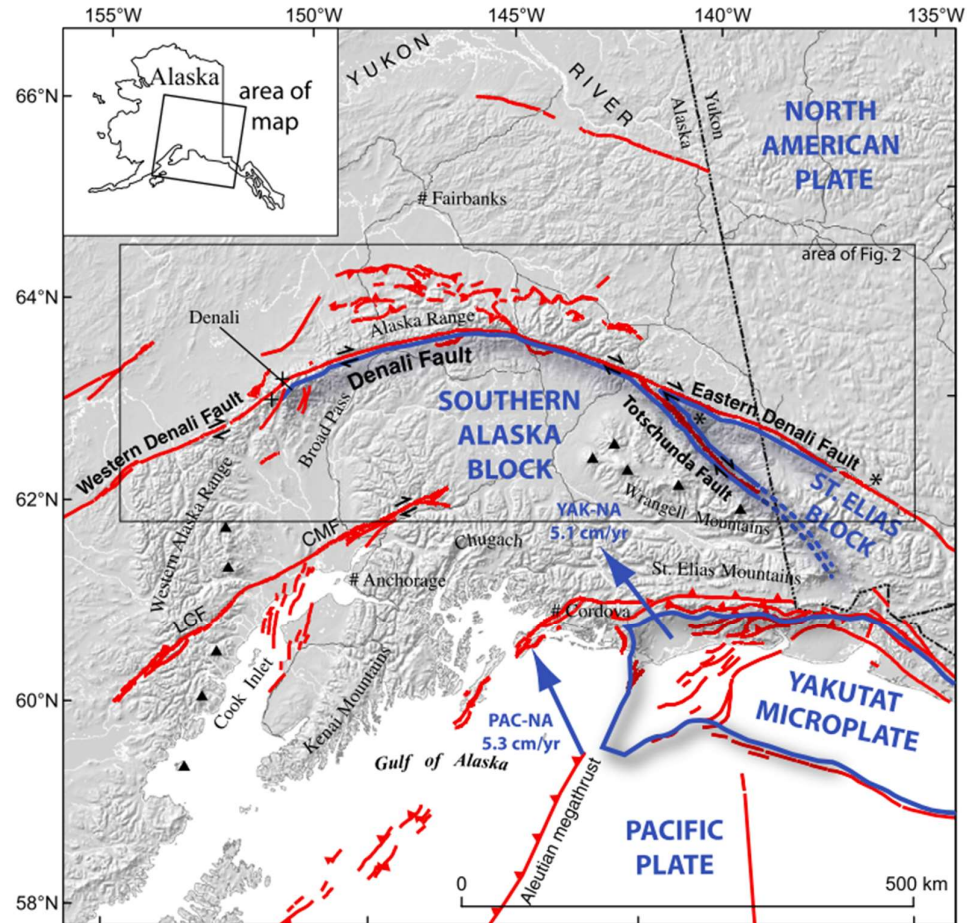 155°W
150°W
145°W
140°W
135°W
66°N
64°N
62°N
60°N
58°N
Alaska
area of
map
YUKON
RIVER
Yukon
Alaska
NORTH
AMERICAN
PLATE
# Fairbanks
area of Fig. 2
Denali
Alaska Range
Denali Fault
Western Denali Fault
Broad Pass
SOUTHERN
ALASKA
BLOCK
Eastern Denali Fault
*
*
Totschunda Fault
ST. ELIAS
BLOCK
Wrangell Mountains
Western Alaska Range
YAK-NA
5.1 cm/yr
CMF
Chugach
St. Elias Mountains
# Anchorage
LCF
# Cordova
Cook Inlet
Kenai Mountains
YAKUTAT
MICROPLATE
PAC-NA
5.3 cm/yr
Gulf of Alaska
Aleutian megathrust
PACIFIC
PLATE
0
500 km